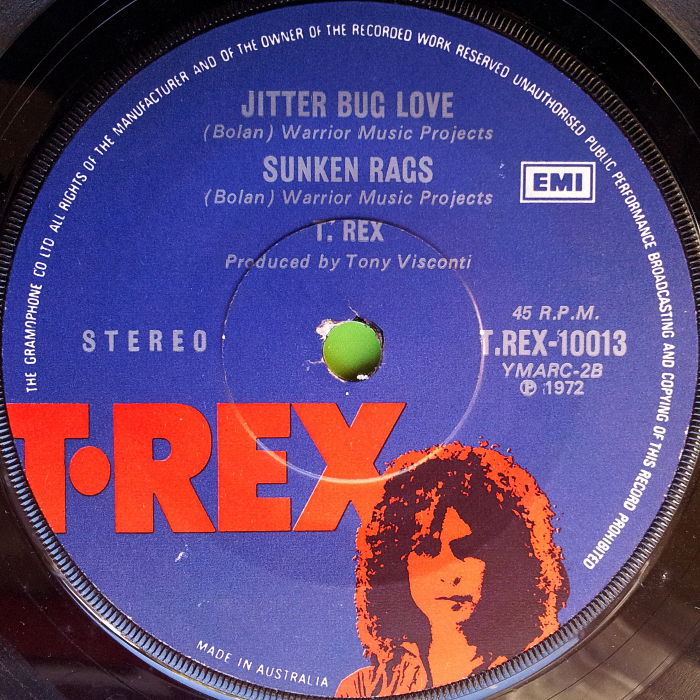 THE GRAMOPHONE CO LTD ALL RIGHTS OF THE MANUFACTURER AND OF THE OWNER OF THE RECORDED WORK RESERVED UNAUTHORISED PUBLIC PERFORMANCE BROADCASTING AND COPYING OF THIS RECORD PROHIBITED
JITTER BUG LOVE
(Bolan) Warrior Music Projects
SUNKEN RAGS
(Bolan) Warrior Music Projects
EMI
T. REX
Produced by Tony Visconti
STEREO
45 R.P.M.
T.REX-10013
YMARC-2B
℗ 1972
T•REX
MADE IN AUSTRALIA